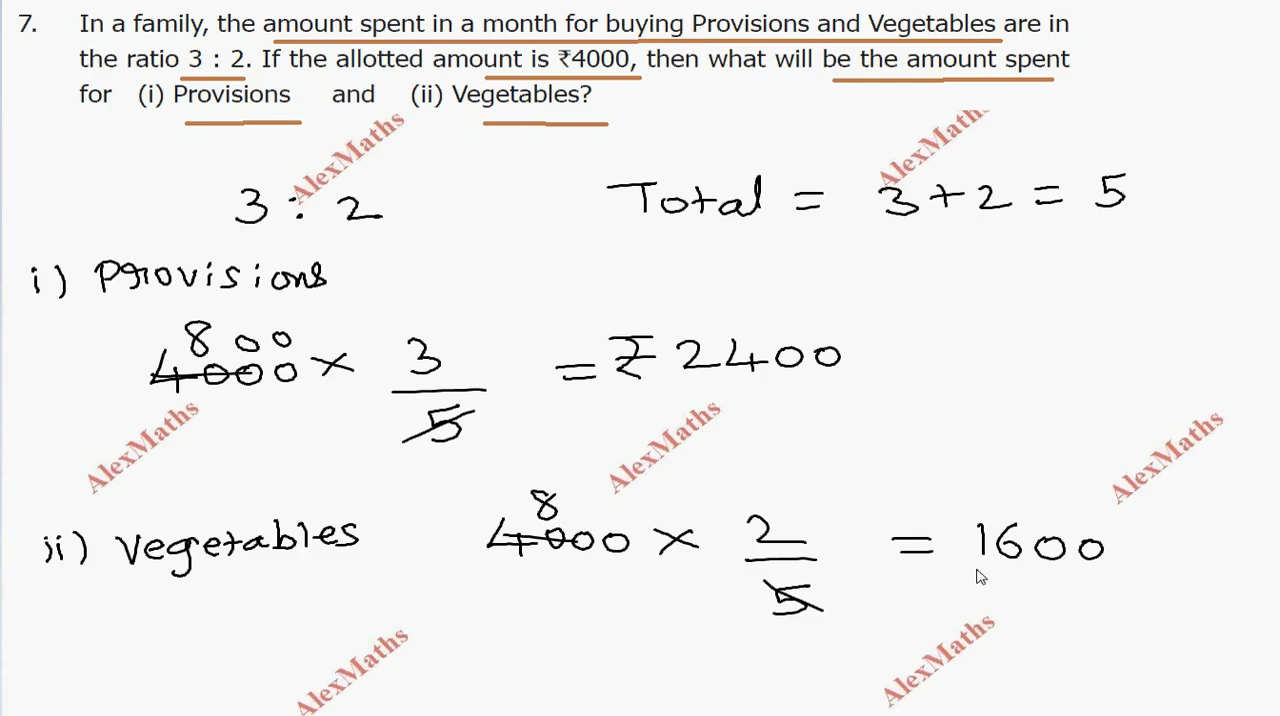 7. In a family, the amount spent in a month for buying Provisions and Vegetables are in
the ratio 3 : 2. If the allotted amount is ₹4000, then what will be the amount spent
for (i) Provisions and (ii) Vegetables?
AlexMaths
AlexMaths
3 : 2 Total = 3+2 = 5
i) Provisions
8 00
4000 × 3/5 = ₹ 2400
AlexMaths
AlexMaths
AlexMaths
8
ii) Vegetables 4000 × 2/5 = 1600
AlexMaths
AlexMaths